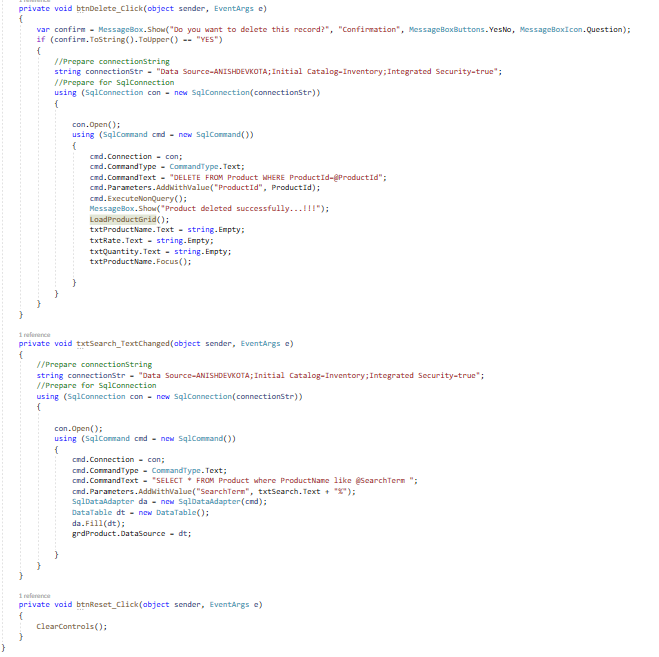 private void btnDelete_Click(object sender, EventArgs e)
{
var confirm = MessageBox.Show("Do you want to delete this record?", "Confirmation", MessageBoxButtons.YesNo, MessageBoxIcon.Question);
if (confirm.ToString().ToUpper() == "YES")
{
//Prepare connectionString
string connectionStr = "Data Source=ANISHDEVKOTA;Initial Catalog=Inventory;Integrated Security=true";
//Prepare for SqlConnection
using (SqlConnection con = new SqlConnection(connectionStr))
{
con.Open();
using (SqlCommand cmd = new SqlCommand())
{
cmd.Connection = con;
cmd.CommandType = CommandType.Text;
cmd.CommandText = "DELETE FROM Product WHERE ProductId=@ProductId";
cmd.Parameters.AddWithValue("ProductId", ProductId);
cmd.ExecuteNonQuery();
MessageBox.Show("Product deleted successfully...!!!");
LoadProductGrid();
txtProductName.Text = string.Empty;
txtRate.Text = string.Empty;
txtQuantity.Text = string.Empty;
txtProductName.Focus();
}
}
}
}
1 reference
private void txtSearch_TextChanged(object sender, EventArgs e)
{
//Prepare connectionString
string connectionStr = "Data Source=ANISHDEVKOTA;Initial Catalog=Inventory;Integrated Security=true";
//Prepare for SqlConnection
using (SqlConnection con = new SqlConnection(connectionStr))
{
con.Open();
using (SqlCommand cmd = new SqlCommand())
{
cmd.Connection = con;
cmd.CommandType = CommandType.Text;
cmd.CommandText = "SELECT * FROM Product where ProductName like @SearchTerm ";
cmd.Parameters.AddWithValue("SearchTerm", txtSearch.Text + "%");
SqlDataAdapter da = new SqlDataAdapter(cmd);
DataTable dt = new DataTable();
da.Fill(dt);
grdProduct.DataSource = dt;
}
}
}
1 reference
private void btnReset_Click(object sender, EventArgs e)
{
ClearControls();
}
}